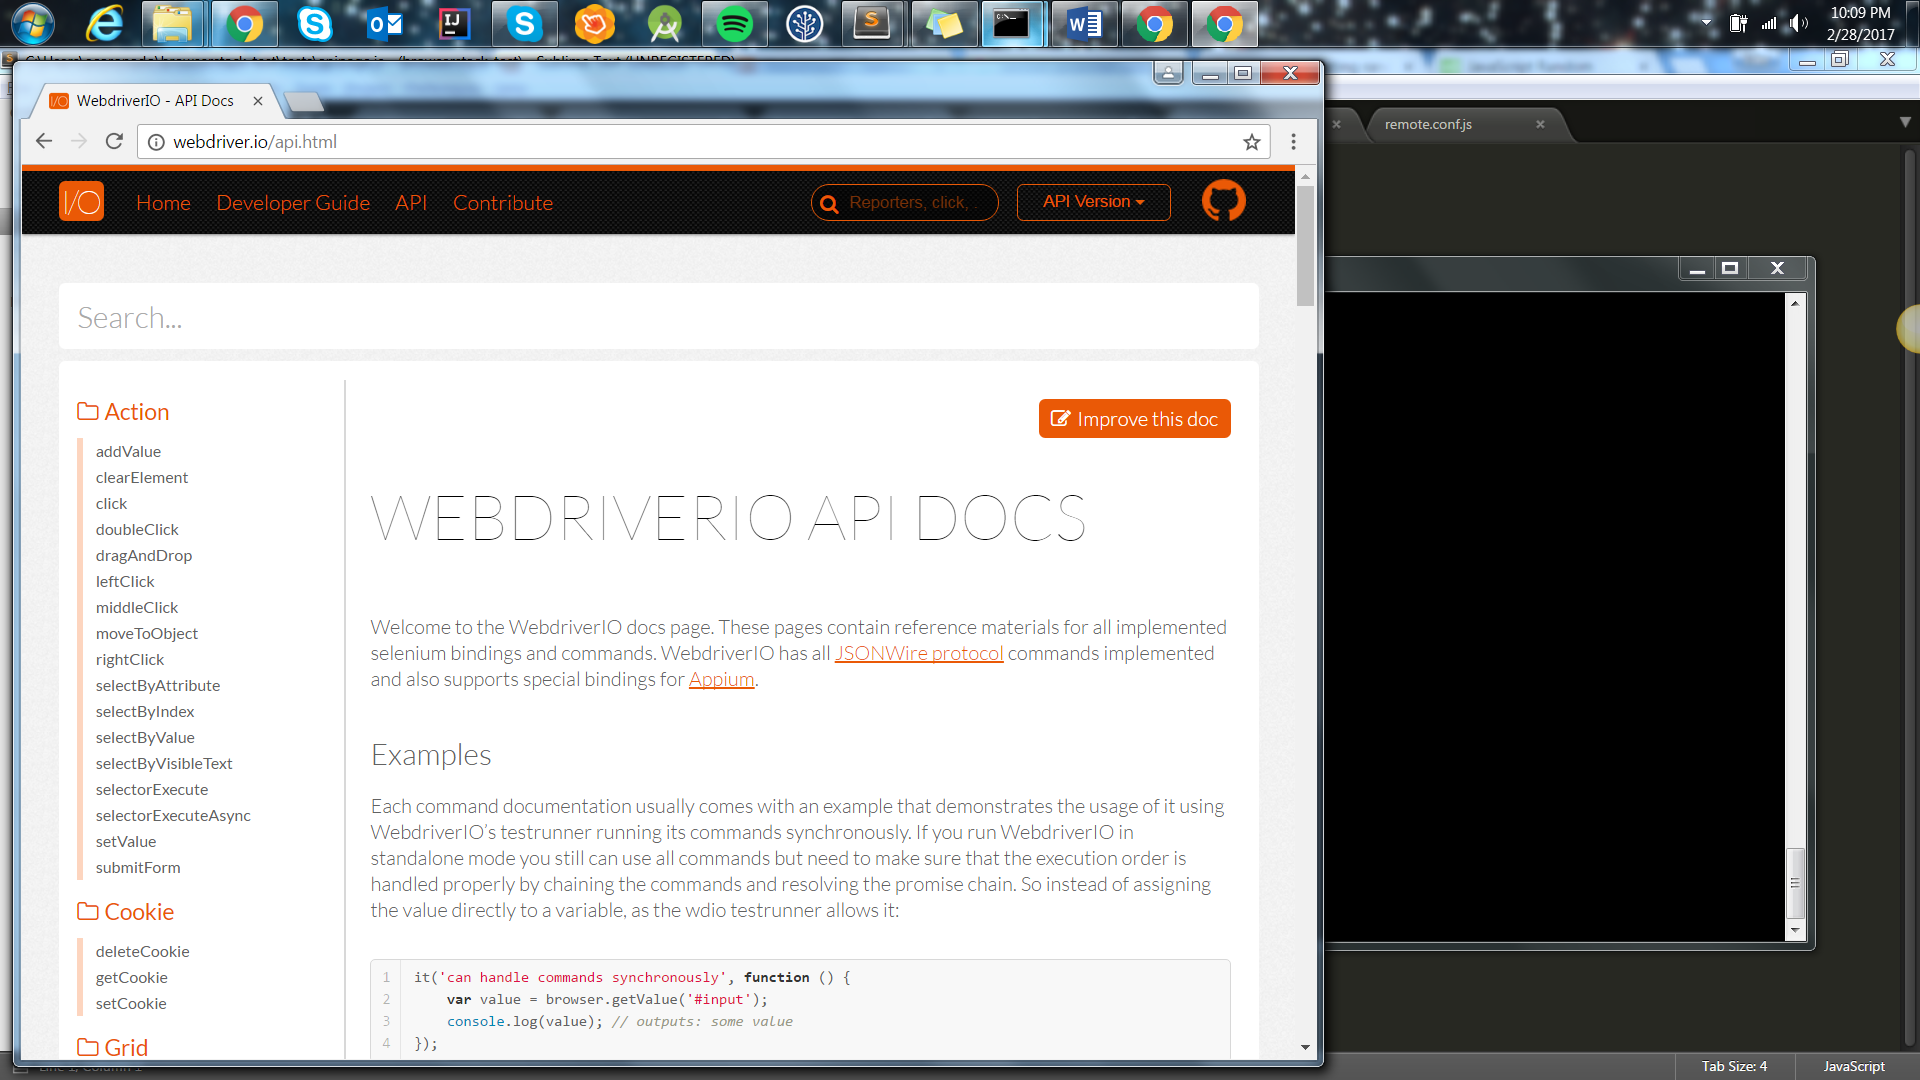 10:09 PM
2/28/2017
WebdriverIO - API Docs
remote.conf.js
webdriver.io/api.html
I/O Home Developer Guide API Contribute Reporters, click, . API Version
Search...
Action
addValue
clearElement
click
doubleClick
dragAndDrop
leftClick
middleClick
moveToObject
rightClick
selectByAttribute
selectByIndex
selectByValue
selectByVisibleText
selectorExecute
selectorExecuteAsync
setValue
submitForm
Cookie
deleteCookie
getCookie
setCookie
Grid
Improve this doc
WEBDRIVERIO API DOCS
Welcome to the WebdriverIO docs page. These pages contain reference materials for all implemented
selenium bindings and commands. WebdriverIO has all JSONWire protocol commands implemented
and also supports special bindings for Appium.
Examples
Each command documentation usually comes with an example that demonstrates the usage of it using
WebdriverIO’s testrunner running its commands synchronously. If you run WebdriverIO in
standalone mode you still can use all commands but need to make sure that the execution order is
handled properly by chaining the commands and resolving the promise chain. So instead of assigning
the value directly to a variable, as the wdio testrunner allows it:
1 it('can handle commands synchronously', function () {
2 var value = browser.getValue('#input');
3 console.log(value); // outputs: some value
4 });
Tab Size: 4 JavaScript